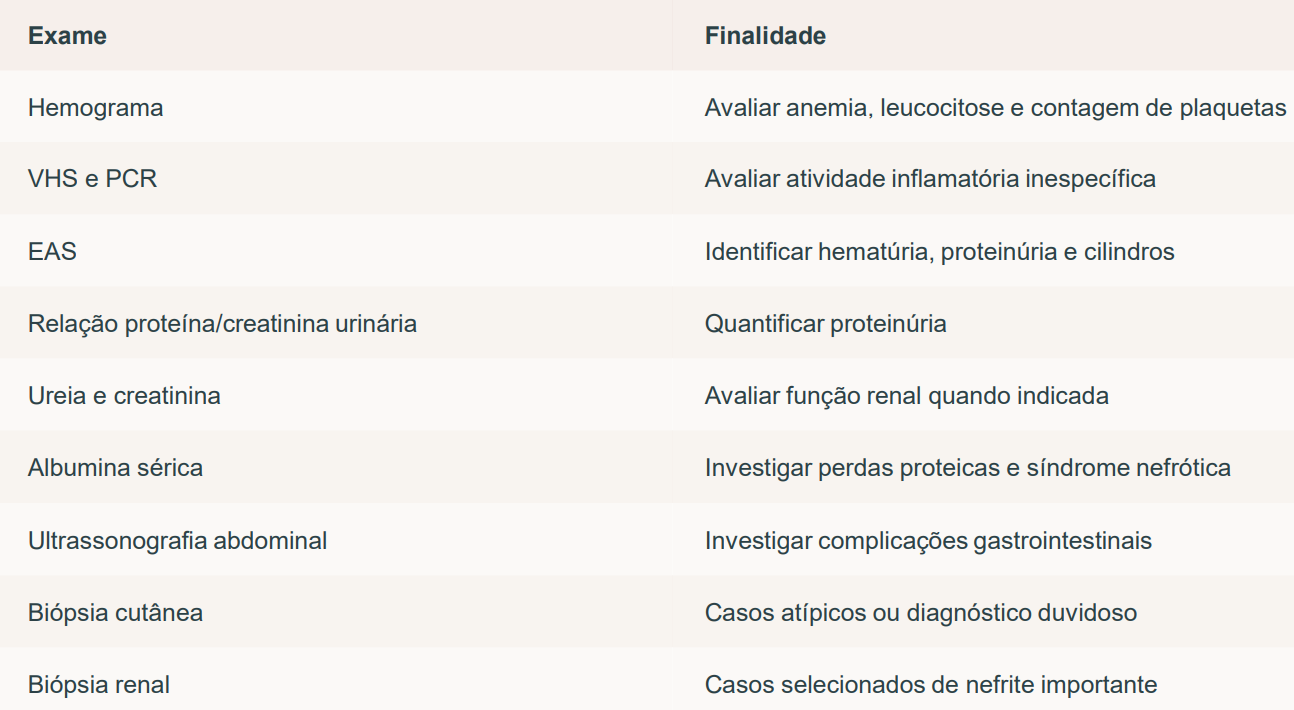 Exame Finalidade
Hemograma Avaliar anemia, leucocitose e contagem de plaquetas
VHS e PCR Avaliar atividade inflamatória inespecífica
EAS Identificar hematúria, proteinúria e cilindros
Relação proteína/creatinina urinária Quantificar proteinúria
Ureia e creatinina Avaliar função renal quando indicada
Albumina sérica Investigar perdas proteicas e síndrome nefrótica
Ultrassonografia abdominal Investigar complicações gastrointestinais
Biópsia cutânea Casos atípicos ou diagnóstico duvidoso
Biópsia renal Casos selecionados de nefrite importante